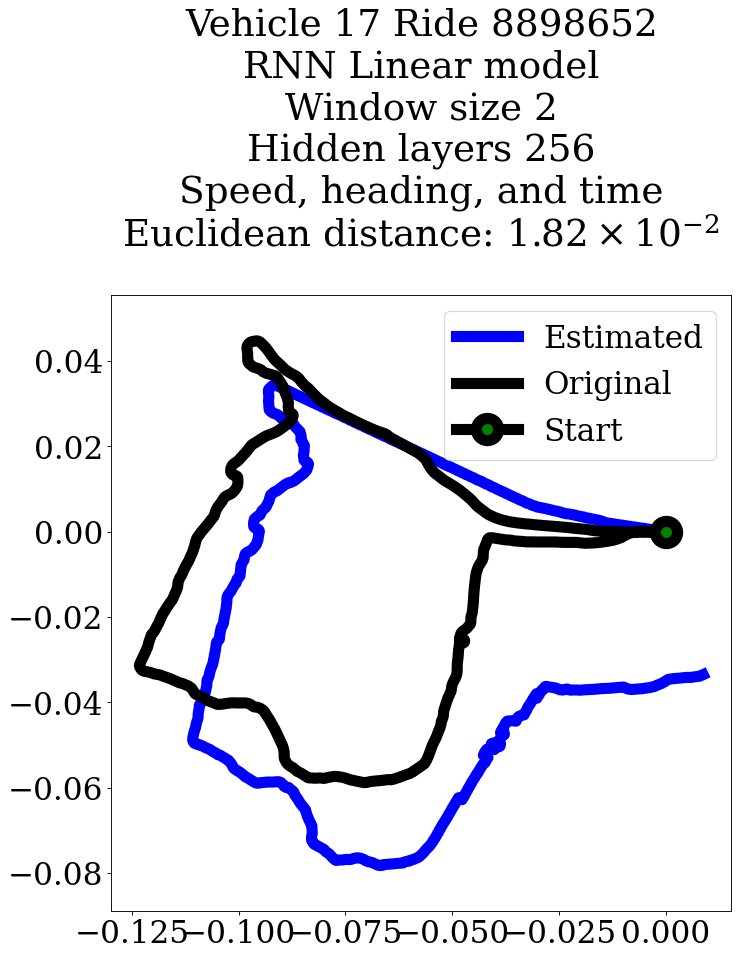 Vehicle 17 Ride 8898652
RNN Linear model
Window size 2
Hidden layers 256
Speed, heading, and time
Euclidean distance: 1.82 × 10⁻²
Estimated
Original
Start
0.04
0.02
0.00
−0.02
−0.04
−0.06
−0.08
−0.125 −0.100 −0.075 −0.050 −0.025 0.000